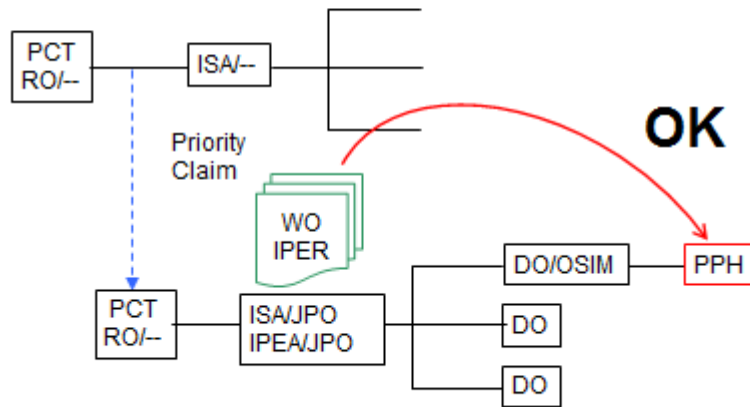 PCT
RO/--
ISA/--
OK
Priority
Claim
WO
IPER
DO/OSIM
PPH
PCT
RO/--
ISA/JPO
IPEA/JPO
DO
DO